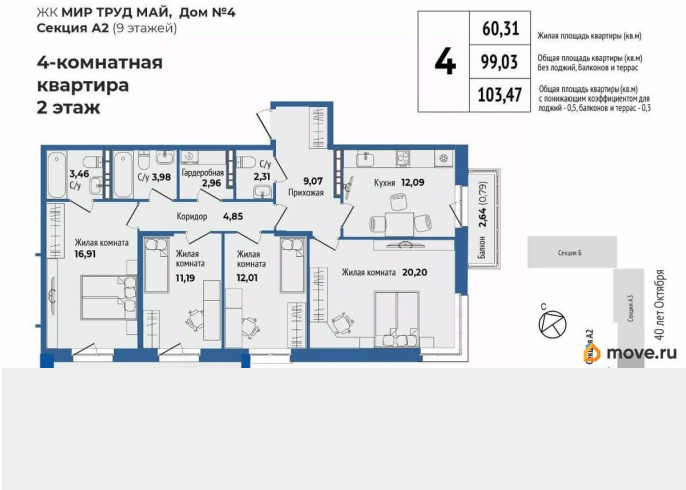 ЖК МИР ТРУД МАЙ, Дом №4
Секция А2 (9 этажей)
4-комнатная
квартира
2 этаж
4
60,31
Жилая площадь квартиры (кв.м)
99,03
Общая площадь квартиры (кв.м)
без лоджий, балконов и террас
103,47
Общая площадь квартиры (кв.м)
с понижающим коэффициентом для
лоджий - 0,5, балконов и террас - 0,3
3,46
С/у
С/у
3,98
Гардеробная
2,96
С/у
2,31
9,07
Прихожая
Кухня 12,09
Балкон 2,64 (0,79)
Коридор 4,85
Жилая комната
16,91
Жилая
комната
11,19
Жилая
комната
12,01
Жилая комната 20,20
С
Секция Б
Секция А3
Секция А2
40 лет Октября
move.ru